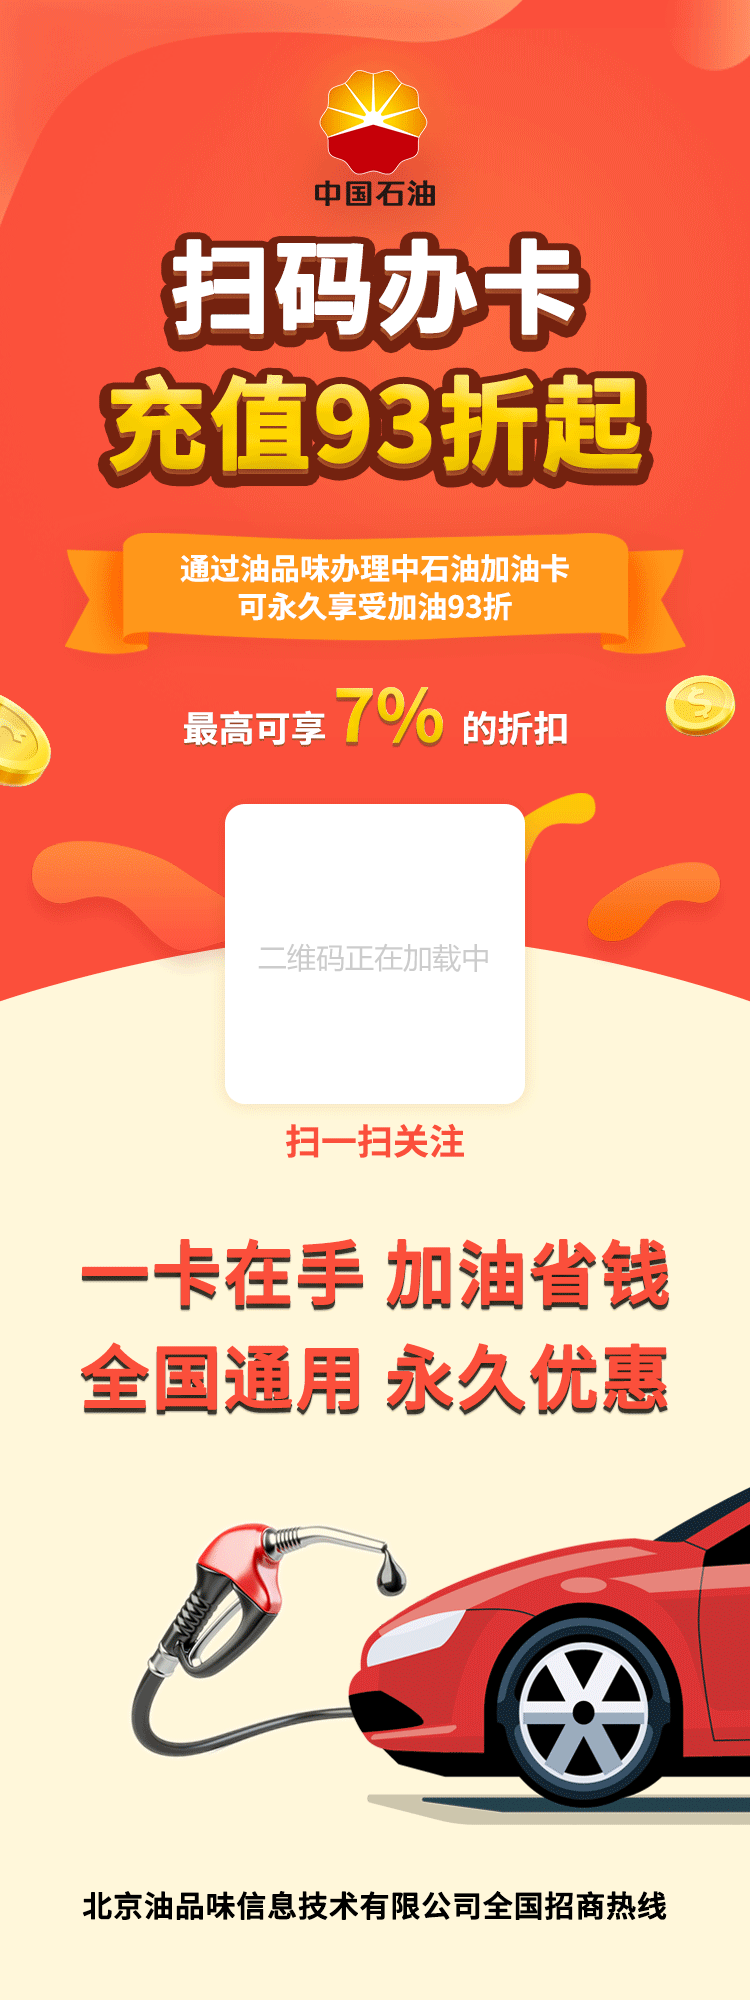 中国石油
扫码办卡
充值93折起
通过油品味办理中石油加油卡
可永久享受加油93折
最高可享 7% 的折扣
二维码正在加载中
扫一扫关注
一卡在手 加油省钱
全国通用 永久优惠
北京油品味信息技术有限公司全国招商热线